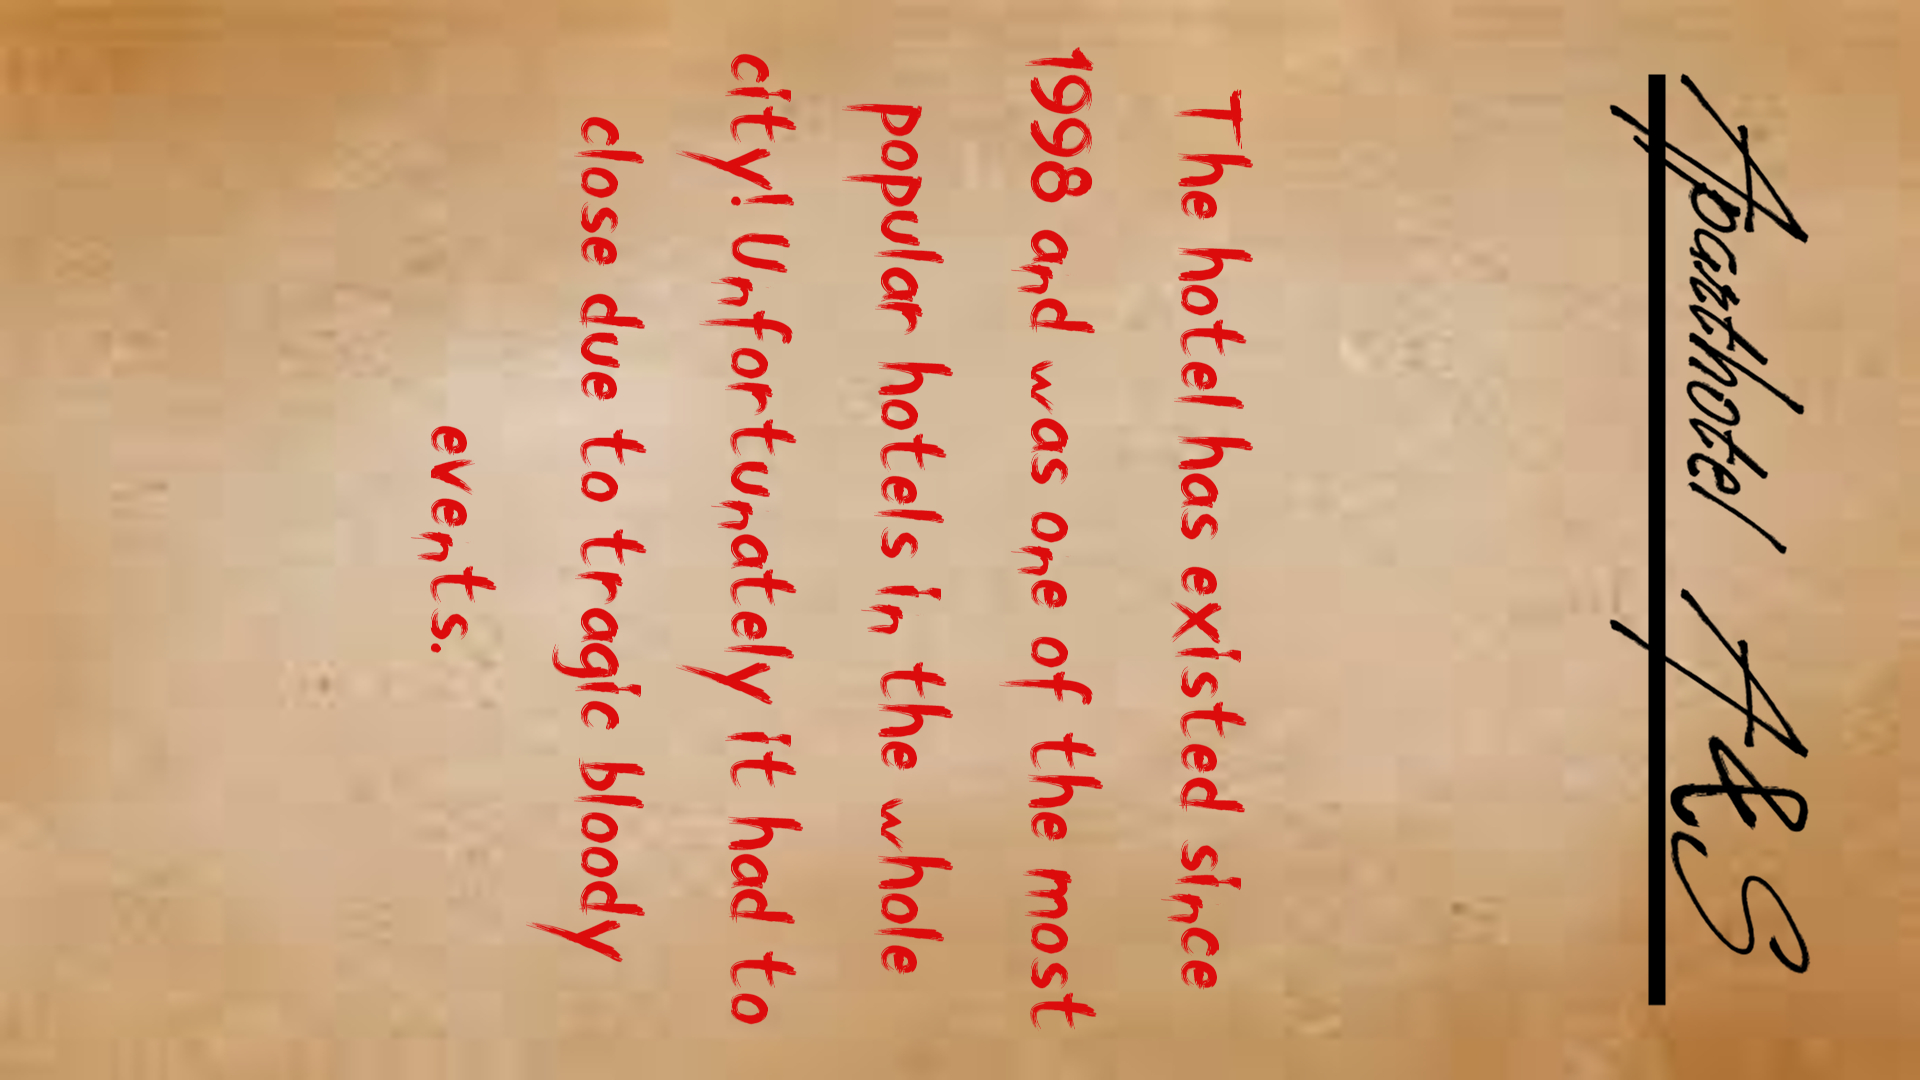 Aparthotel A&S
The hotel has existed since
1998 and was one of the most
popular hotels in the whole
city! Unfortunately it had to
close due to tragic bloody
events.